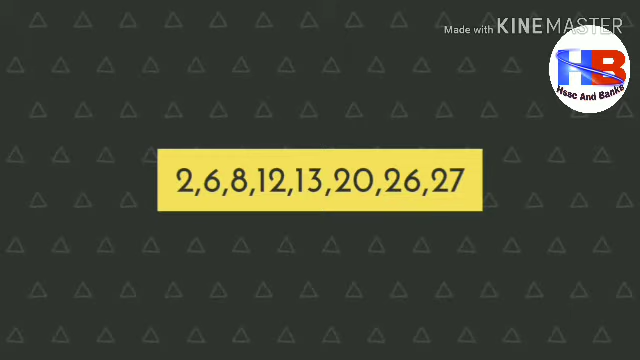 Made with KINEMASTER
HB
Hssc And Banks
2,6,8,12,13,20,26,27